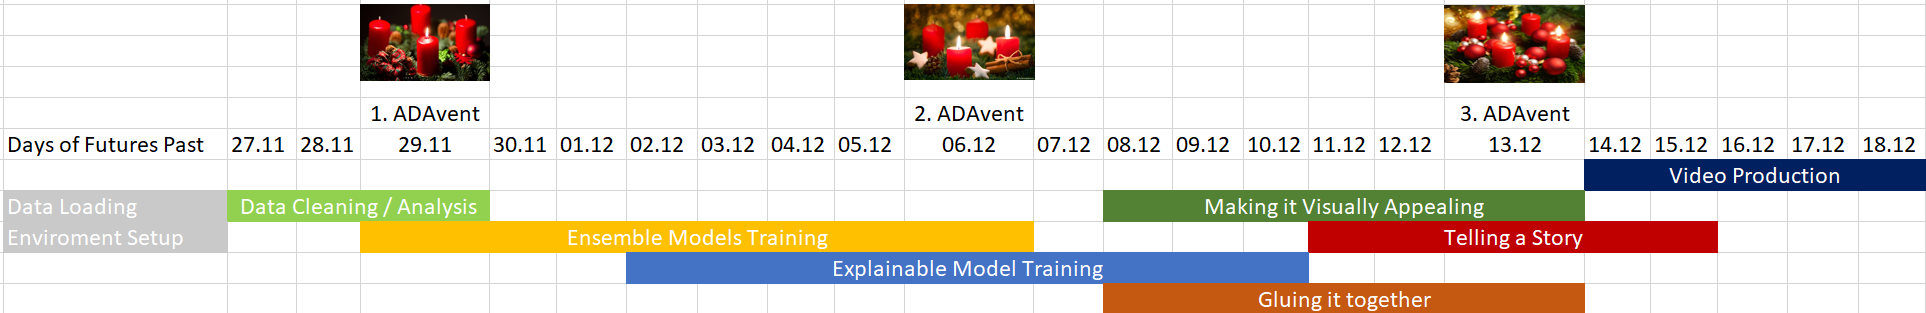 1. ADAvent 2. ADAvent 3. ADAvent
Days of Futures Past 27.11 28.11 29.11 30.11 01.12 02.12 03.12 04.12 05.12 06.12 07.12 08.12 09.12 10.12 11.12 12.12 13.12 14.12 15.12 16.12 17.12 18.12
Video Production
Data Loading Data Cleaning / Analysis Making it Visually Appealing
Enviroment Setup Ensemble Models Training Telling a Story
Explainable Model Training
Gluing it together